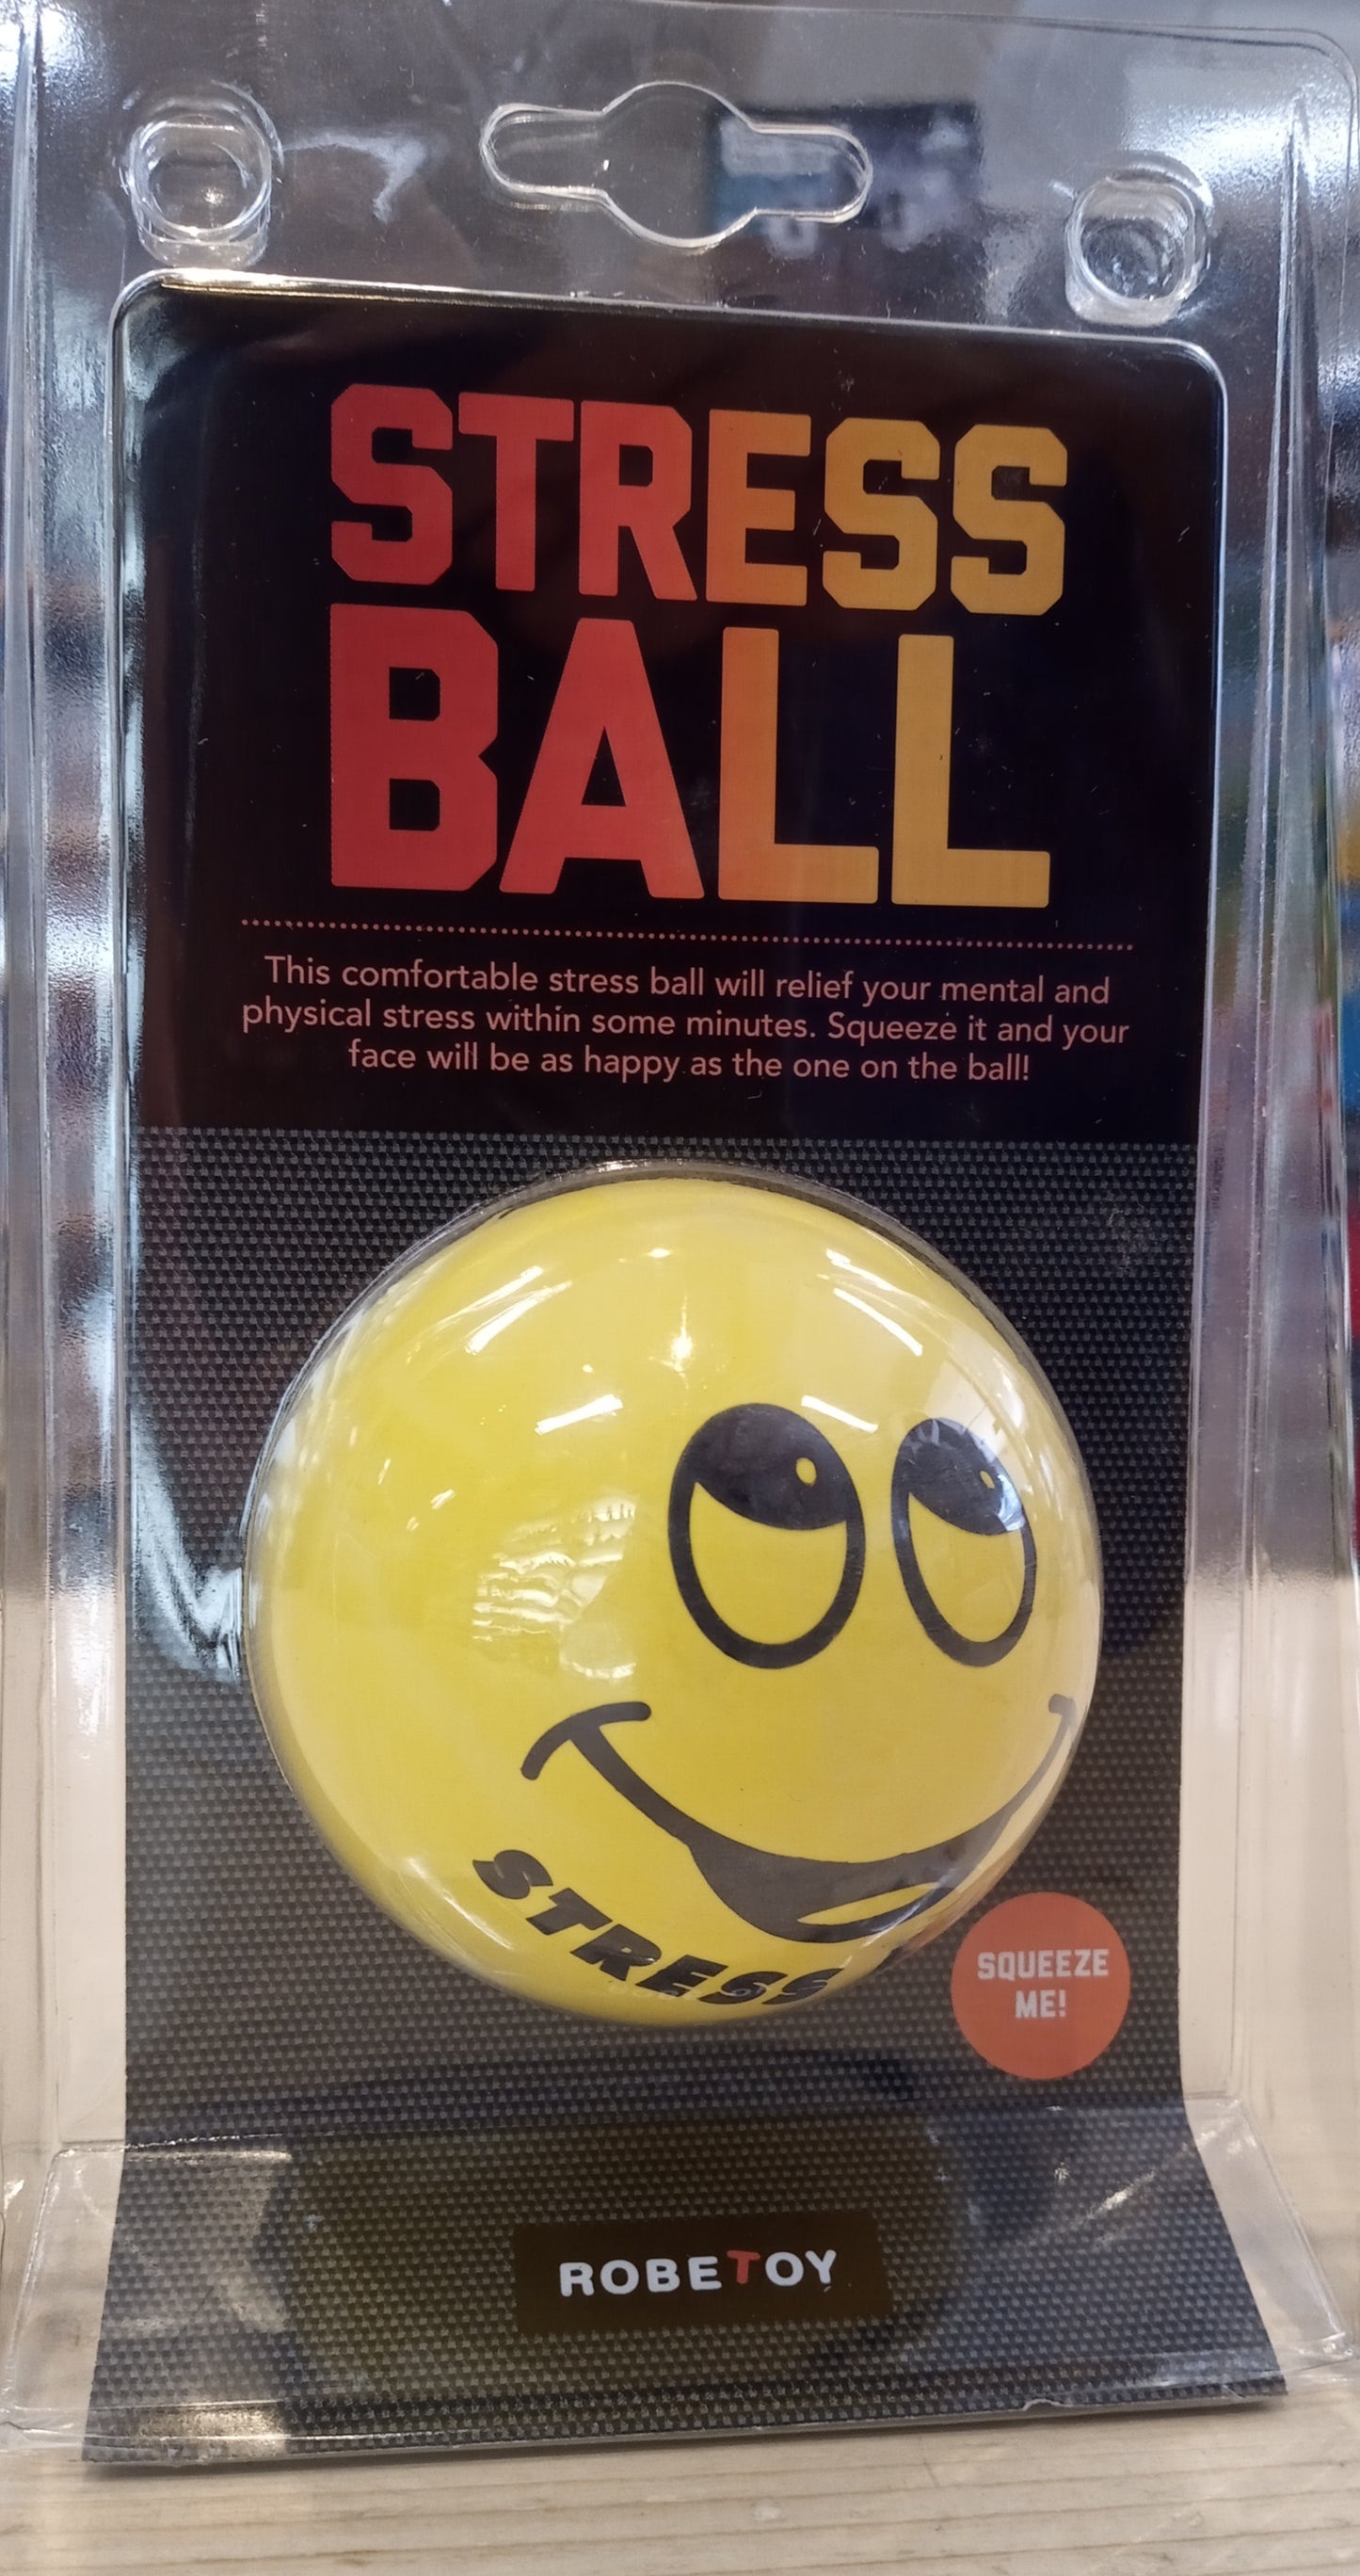 STRESS
BALL
This comfortable stress ball will relief your mental and
physical stress within some minutes. Squeeze it and your
face will be as happy as the one on the ball!
STRESS
SQUEEZE
ME!
ROBETOY